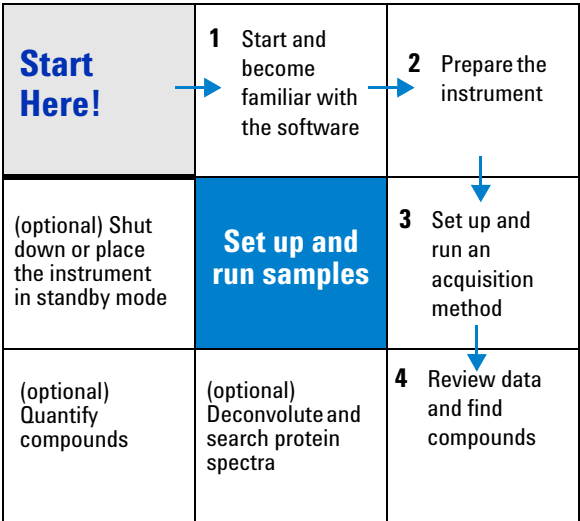 Start
Here!
1 Start and
become
familiar with
the software
2 Prepare the
instrument
(optional) Shut
down or place
the instrument
in standby mode
Set up and
run samples
3 Set up and
run an
acquisition
method
(optional)
Quantify
compounds
(optional)
Deconvolute and
search protein
spectra
4 Review data
and find
compounds